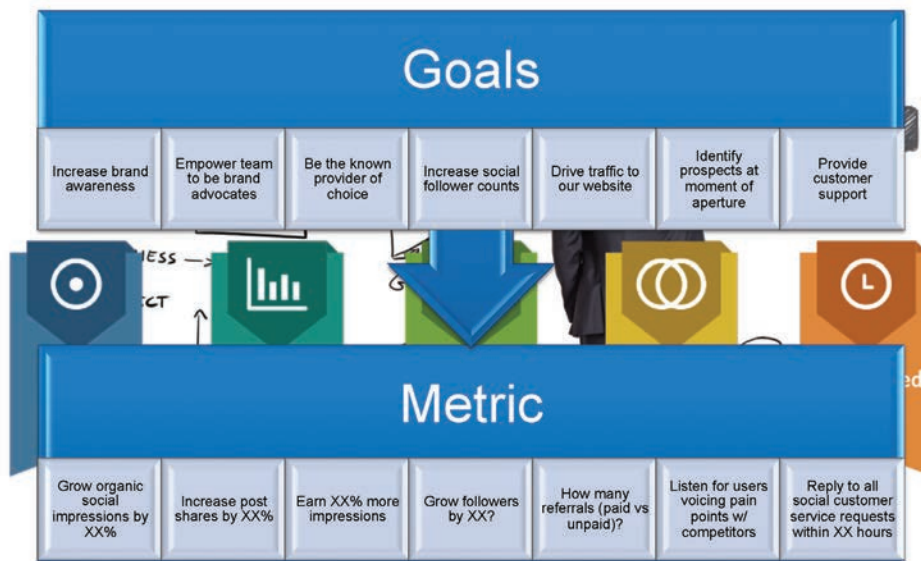 Goals
Increase brand
awareness
Empower team
to be brand
advocates
Be the known
provider of
choice
Increase social
follower counts
Drive traffic to
our website
Identify
prospects at
moment of
aperture
Provide
customer
support
Metric
Grow organic
social
impressions by
XX%
Increase post
shares by XX%
Earn XX% more
impressions
Grow followers
by XX?
How many
referrals (paid vs
unpaid)?
Listen for users
voicing pain
points w/
competitors
Reply to all
social customer
service requests
within XX hours